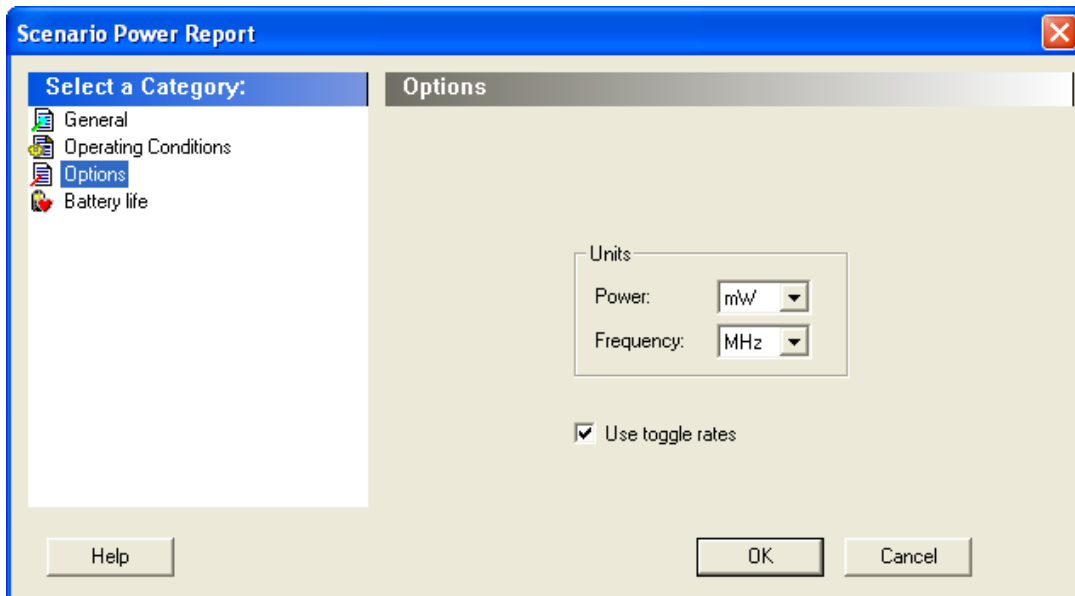 Scenario Power Report
Select a Category:
General
Operating Conditions
Options
Battery life
Options
Units
Power: mW
Frequency: MHz
Use toggle rates
Help OK Cancel